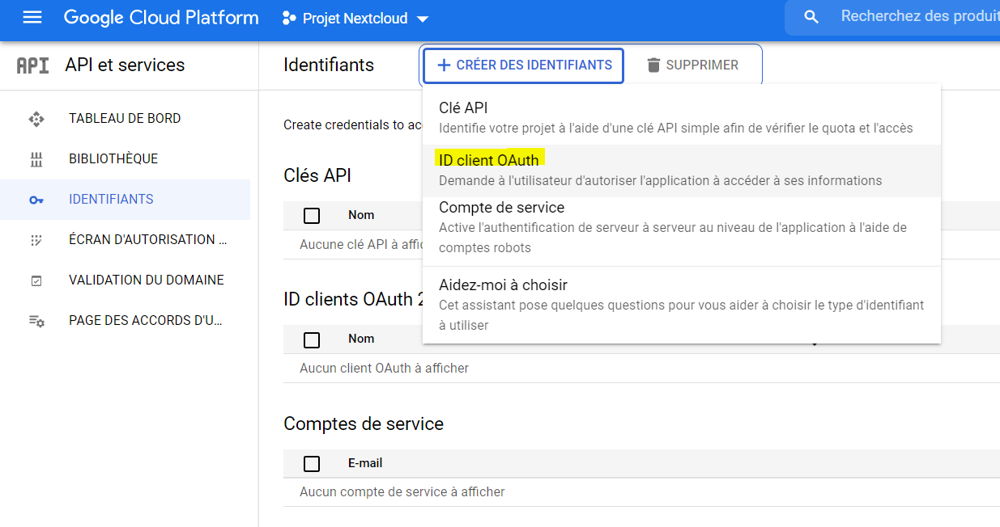 Google Cloud Platform
Projet Nextcloud
Recherchez des produit
API
API et services
Identifiants
CRÉER DES IDENTIFIANTS
SUPPRIMER
TABLEAU DE BORD
BIBLIOTHÈQUE
IDENTIFIANTS
ÉCRAN D'AUTORISATION ...
VALIDATION DU DOMAINE
PAGE DES ACCORDS D'U...
Create credentials to ac
Clé API
Identifie votre projet à l'aide d'une clé API simple afin de vérifier le quota et l'accès
ID client OAuth
Demande à l'utilisateur d'autoriser l'application à accéder à ses informations
Compte de service
Active l'authentification de serveur à serveur au niveau de l'application à l'aide de
comptes robots
Aidez-moi à choisir
Cet assistant pose quelques questions pour vous aider à choisir le type d'identifiant
à utiliser
Clés API
Nom
Aucune clé API à affic
ID clients OAuth 2
Nom
Aucun client OAuth à afficher
Comptes de service
E-mail
Aucun compte de service à afficher